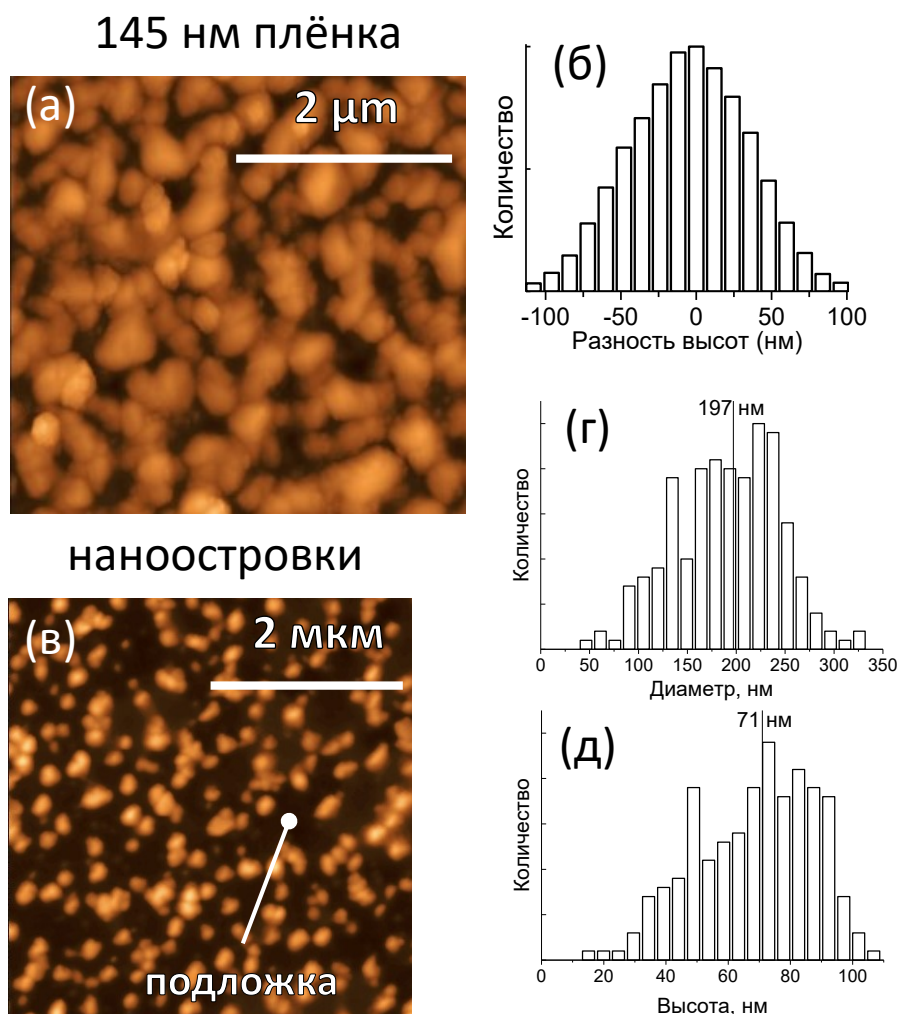 145 нм плёнка
(а)
2 μm
(б)
Количество
-100 -50 0 50 100
Разность высот (нм)
наноостровки
(в)
2 мкм
подложка
(г)
197 нм
Количество
0 50 100 150 200 250 300 350
Диаметр, нм
(д)
71 нм
Количество
0 20 40 60 80 100
Высота, нм